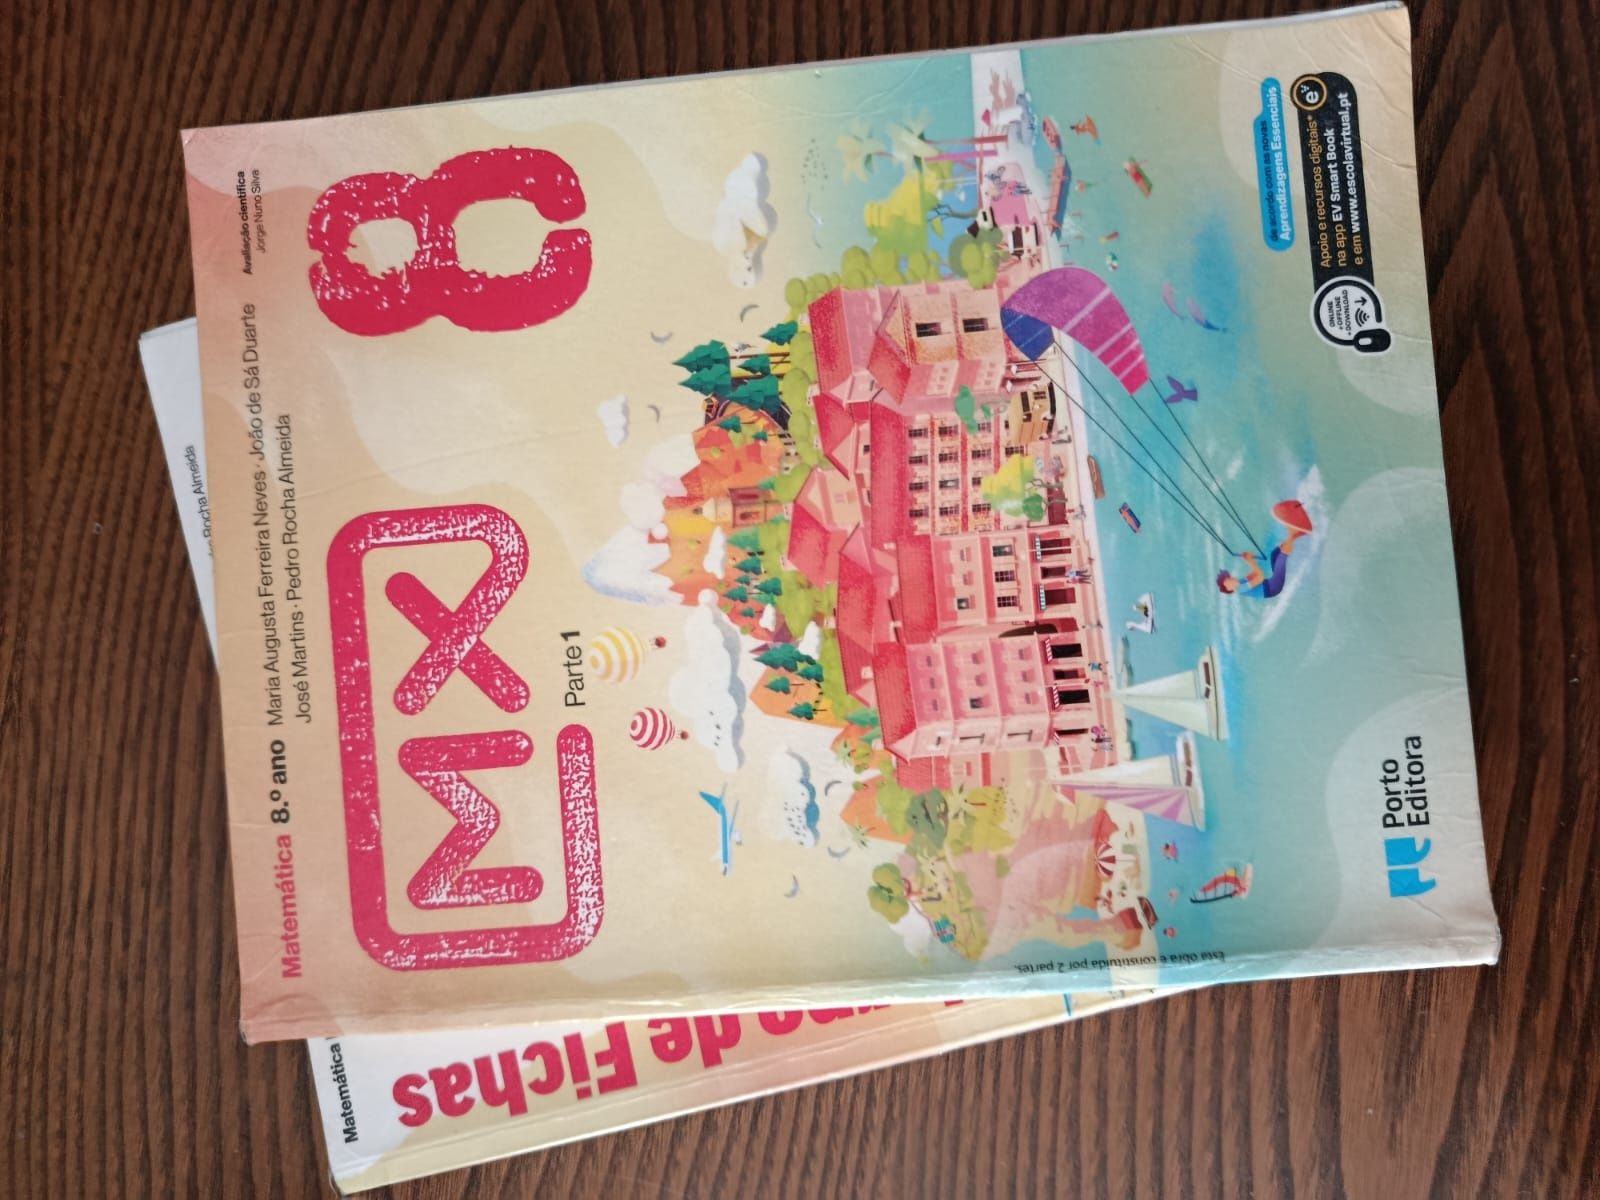 Avaliação científica
Jorge Nuno Silva
Matemática 8.º ano Maria Augusta Ferreira Neves · João de Sá Duarte
José Martins · Pedro Rocha Almeida
MX 8
Parte 1
de acordo com as novas
Aprendizagens Essenciais
Apoio e recursos digitais*
na app EV Smart Book
e em www.escolavirtual.pt
e
ONLINE
+OFFLINE
+DOWNLOAD
Porto
Editora
Esta obra é constituída por 2 partes.
Rocha Almeida
Matemática
de Fichas